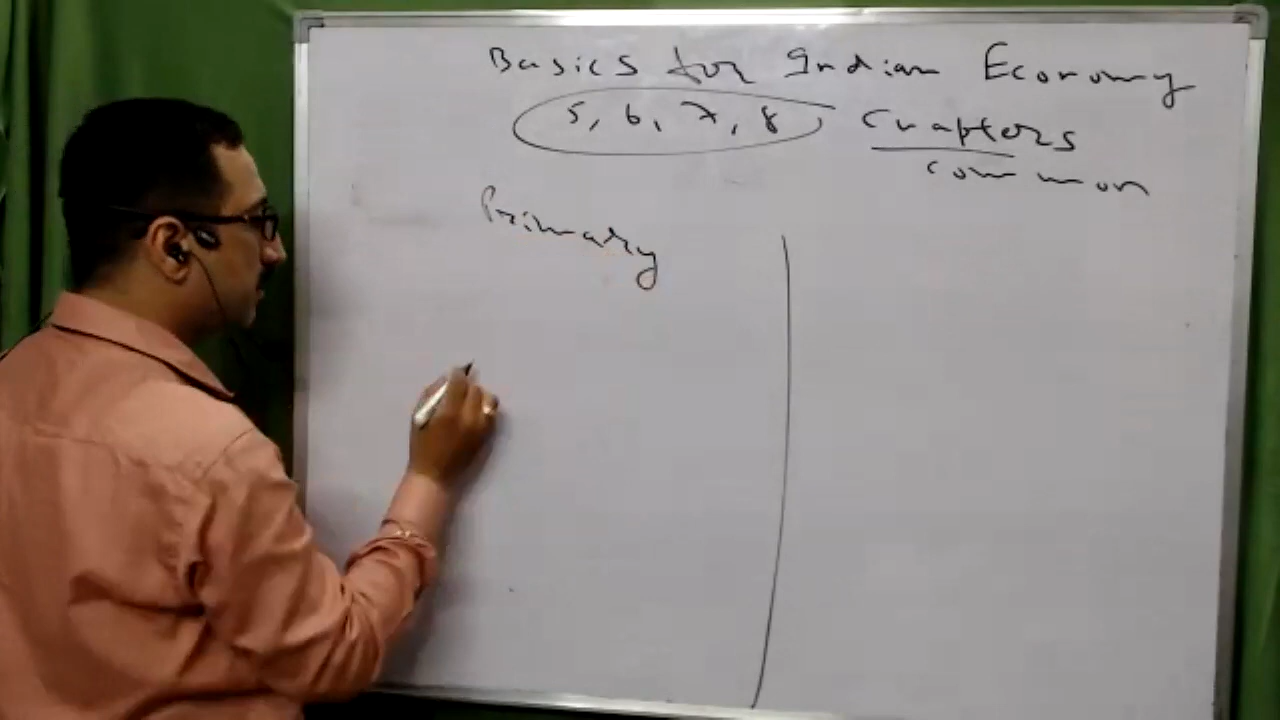 Basics for Indian Economy
5, 6, 7, 8 Chapters
common
Primary